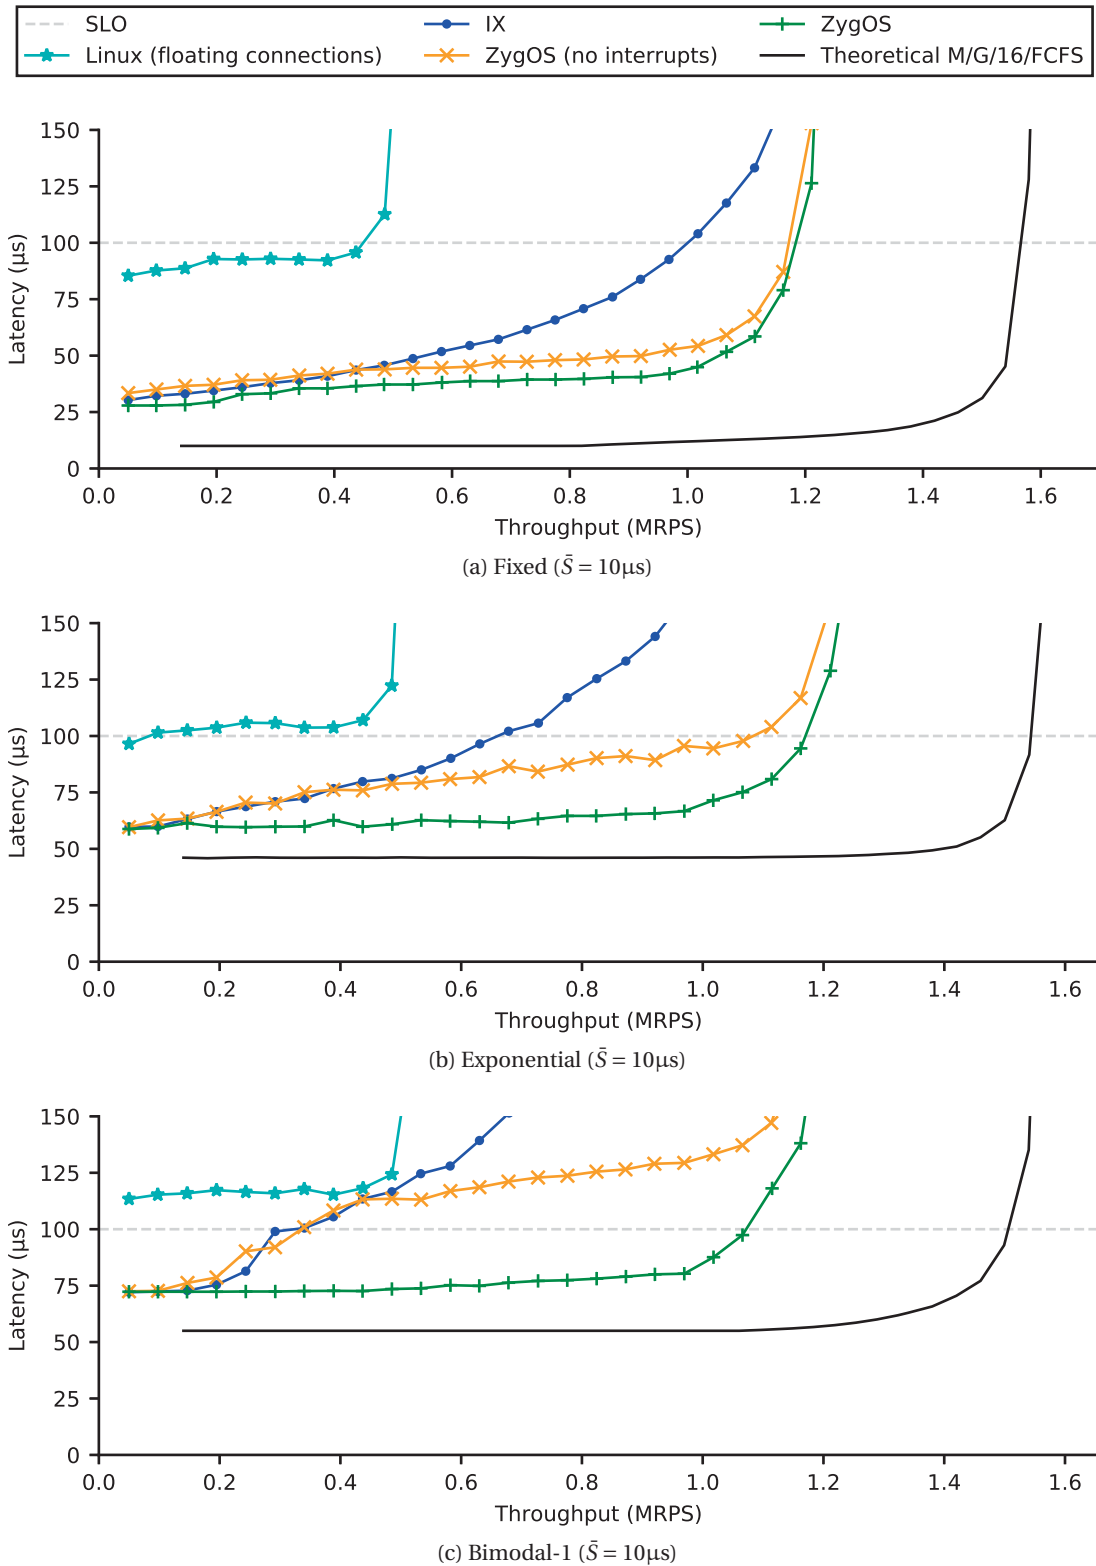 SLO IX ZygOS
Linux (floating connections) ZygOS (no interrupts) Theoretical M/G/16/FCFS
150
125
100
75
50
25
0
Latency (µs)
0.0 0.2 0.4 0.6 0.8 1.0 1.2 1.4 1.6
Throughput (MRPS)
(a) Fixed (S̄ = 10µs)
150
125
100
75
50
25
0
Latency (µs)
0.0 0.2 0.4 0.6 0.8 1.0 1.2 1.4 1.6
Throughput (MRPS)
(b) Exponential (S̄ = 10µs)
150
125
100
75
50
25
0
Latency (µs)
0.0 0.2 0.4 0.6 0.8 1.0 1.2 1.4 1.6
Throughput (MRPS)
(c) Bimodal-1 (S̄ = 10µs)